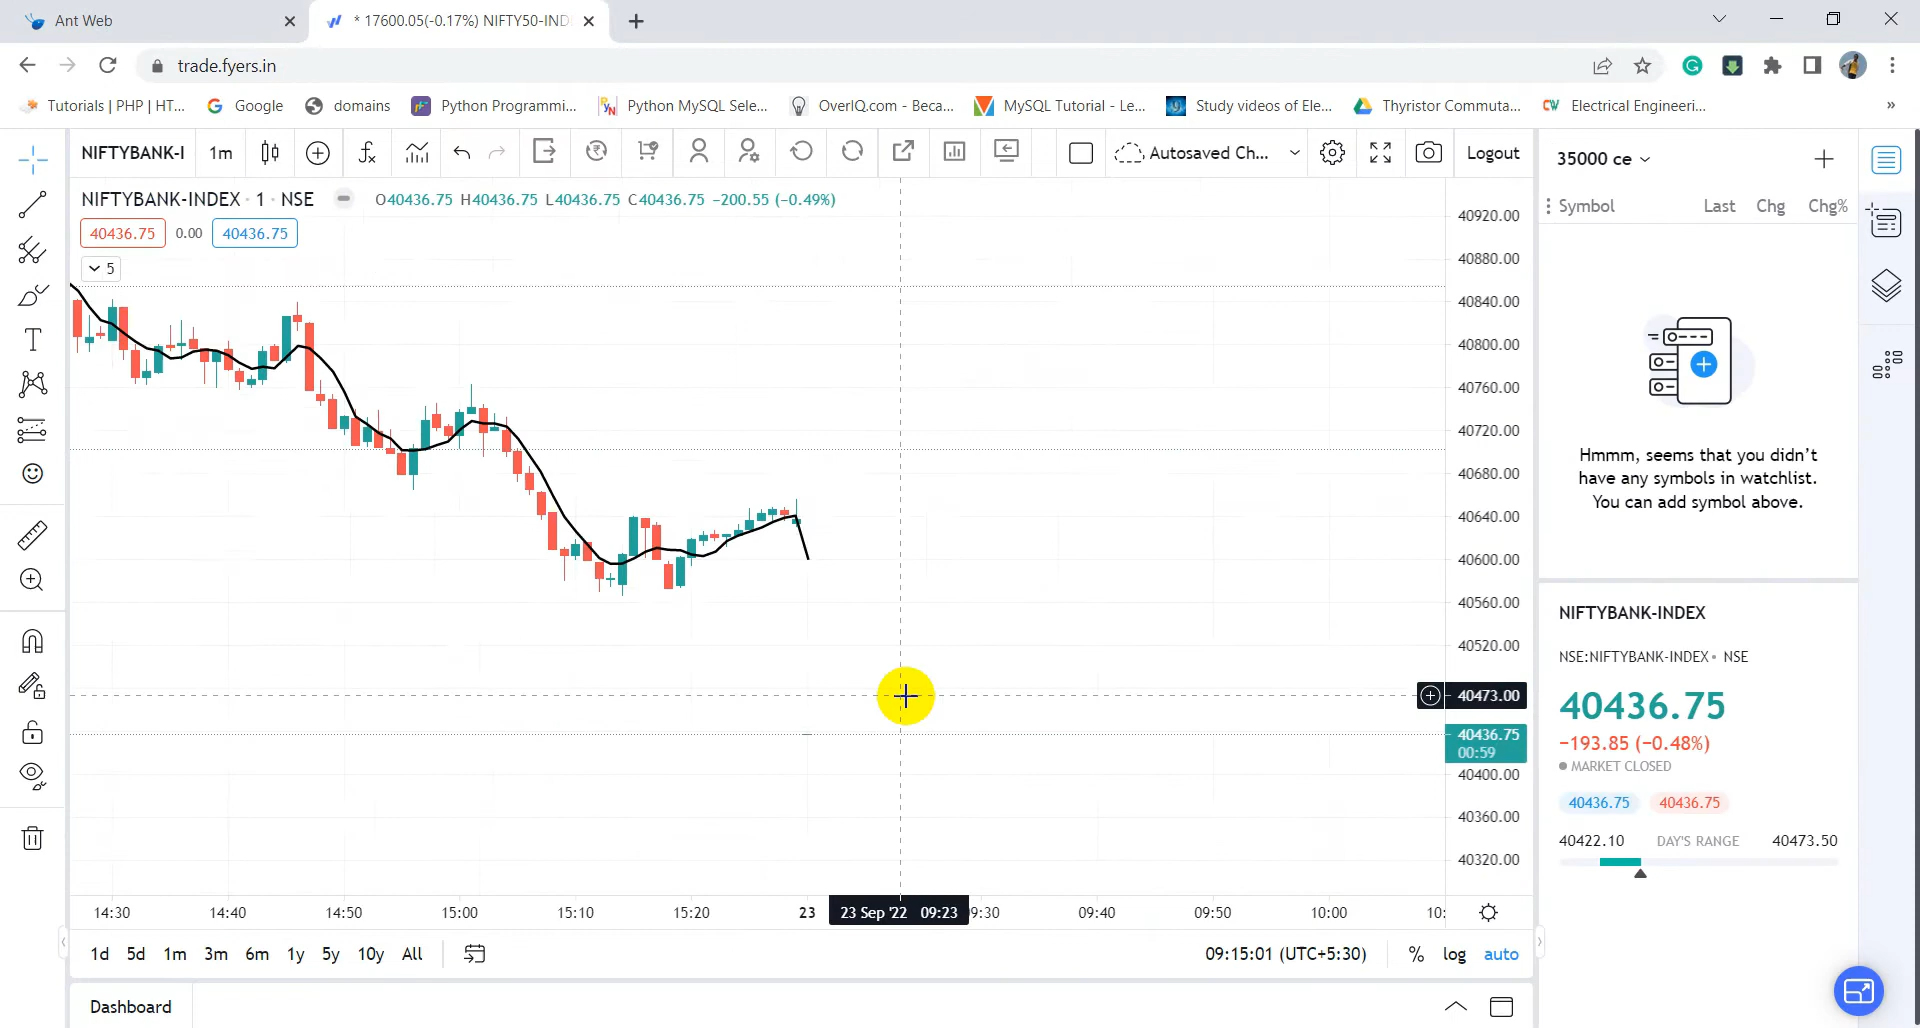 Ant Web
* 17600.05(-0.17%) NIFTY50-IND
trade.fyers.in
Tutorials | PHP | HT...
Google
domains
Python Programmi...
Python MySQL Sele...
OverIQ.com - Beca...
MySQL Tutorial - Le...
Study videos of Ele...
Thyristor Commuta...
Electrical Engineeri...
»
NIFTYBANK-I
1m
Autosaved Ch...
Logout
35000 ce
NIFTYBANK-INDEX · 1 · NSE
O40436.75 H40436.75 L40436.75 C40436.75 −200.55 (−0.49%)
40436.75
0.00
40436.75
5
Symbol
Last
Chg
Chg%
40920.00
40880.00
40840.00
40800.00
40760.00
40720.00
40680.00
40640.00
40600.00
40560.00
40520.00
40473.00
40436.75
00:59
40400.00
40360.00
40320.00
Hmmm, seems that you didn’t
have any symbols in watchlist.
You can add symbol above.
NIFTYBANK-INDEX
NSE:NIFTYBANK-INDEX • NSE
40436.75
−193.85 (−0.48%)
MARKET CLOSED
40436.75
40436.75
40422.10
DAY'S RANGE
40473.50
14:30
14:40
14:50
15:00
15:10
15:20
23
23 Sep '22 09:23
9:30
09:40
09:50
10:00
10:
1d
5d
1m
3m
6m
1y
5y
10y
All
09:15:01 (UTC+5:30)
%
log
auto
Dashboard